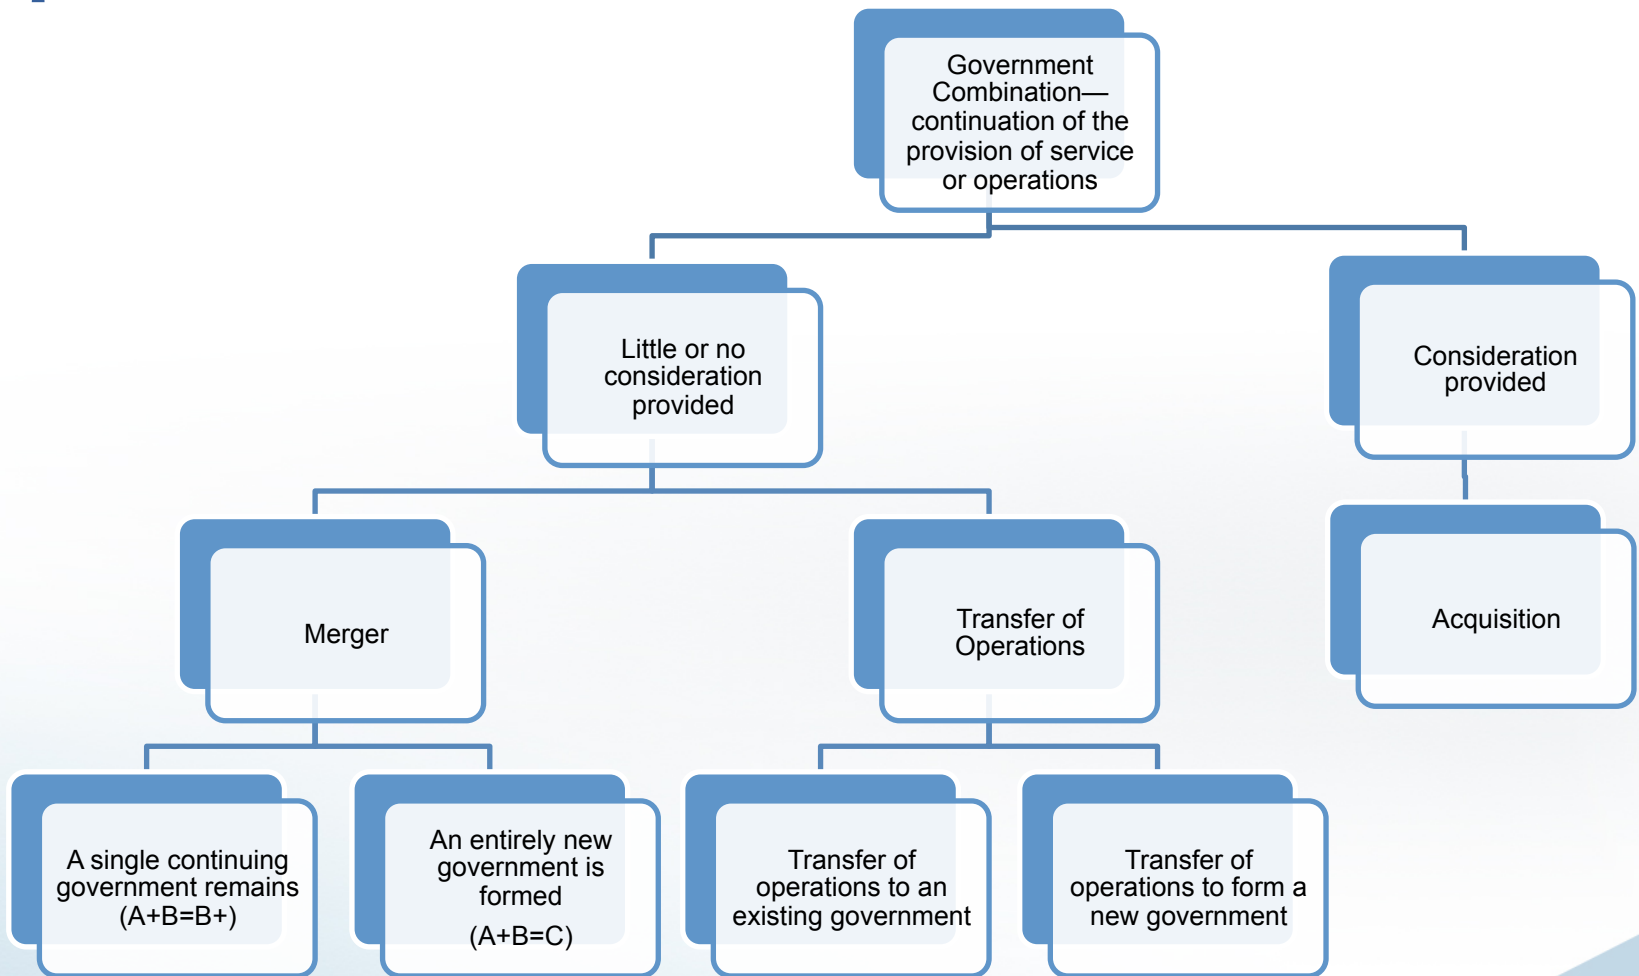 Government
Combination—
continuation of the
provision of service
or operations
Little or no
consideration
provided
Consideration
provided
Merger
Transfer of
Operations
Acquisition
A single continuing
government remains
(A+B=B+)
An entirely new
government is
formed
(A+B=C)
Transfer of
operations to an
existing government
Transfer of
operations to form a
new government